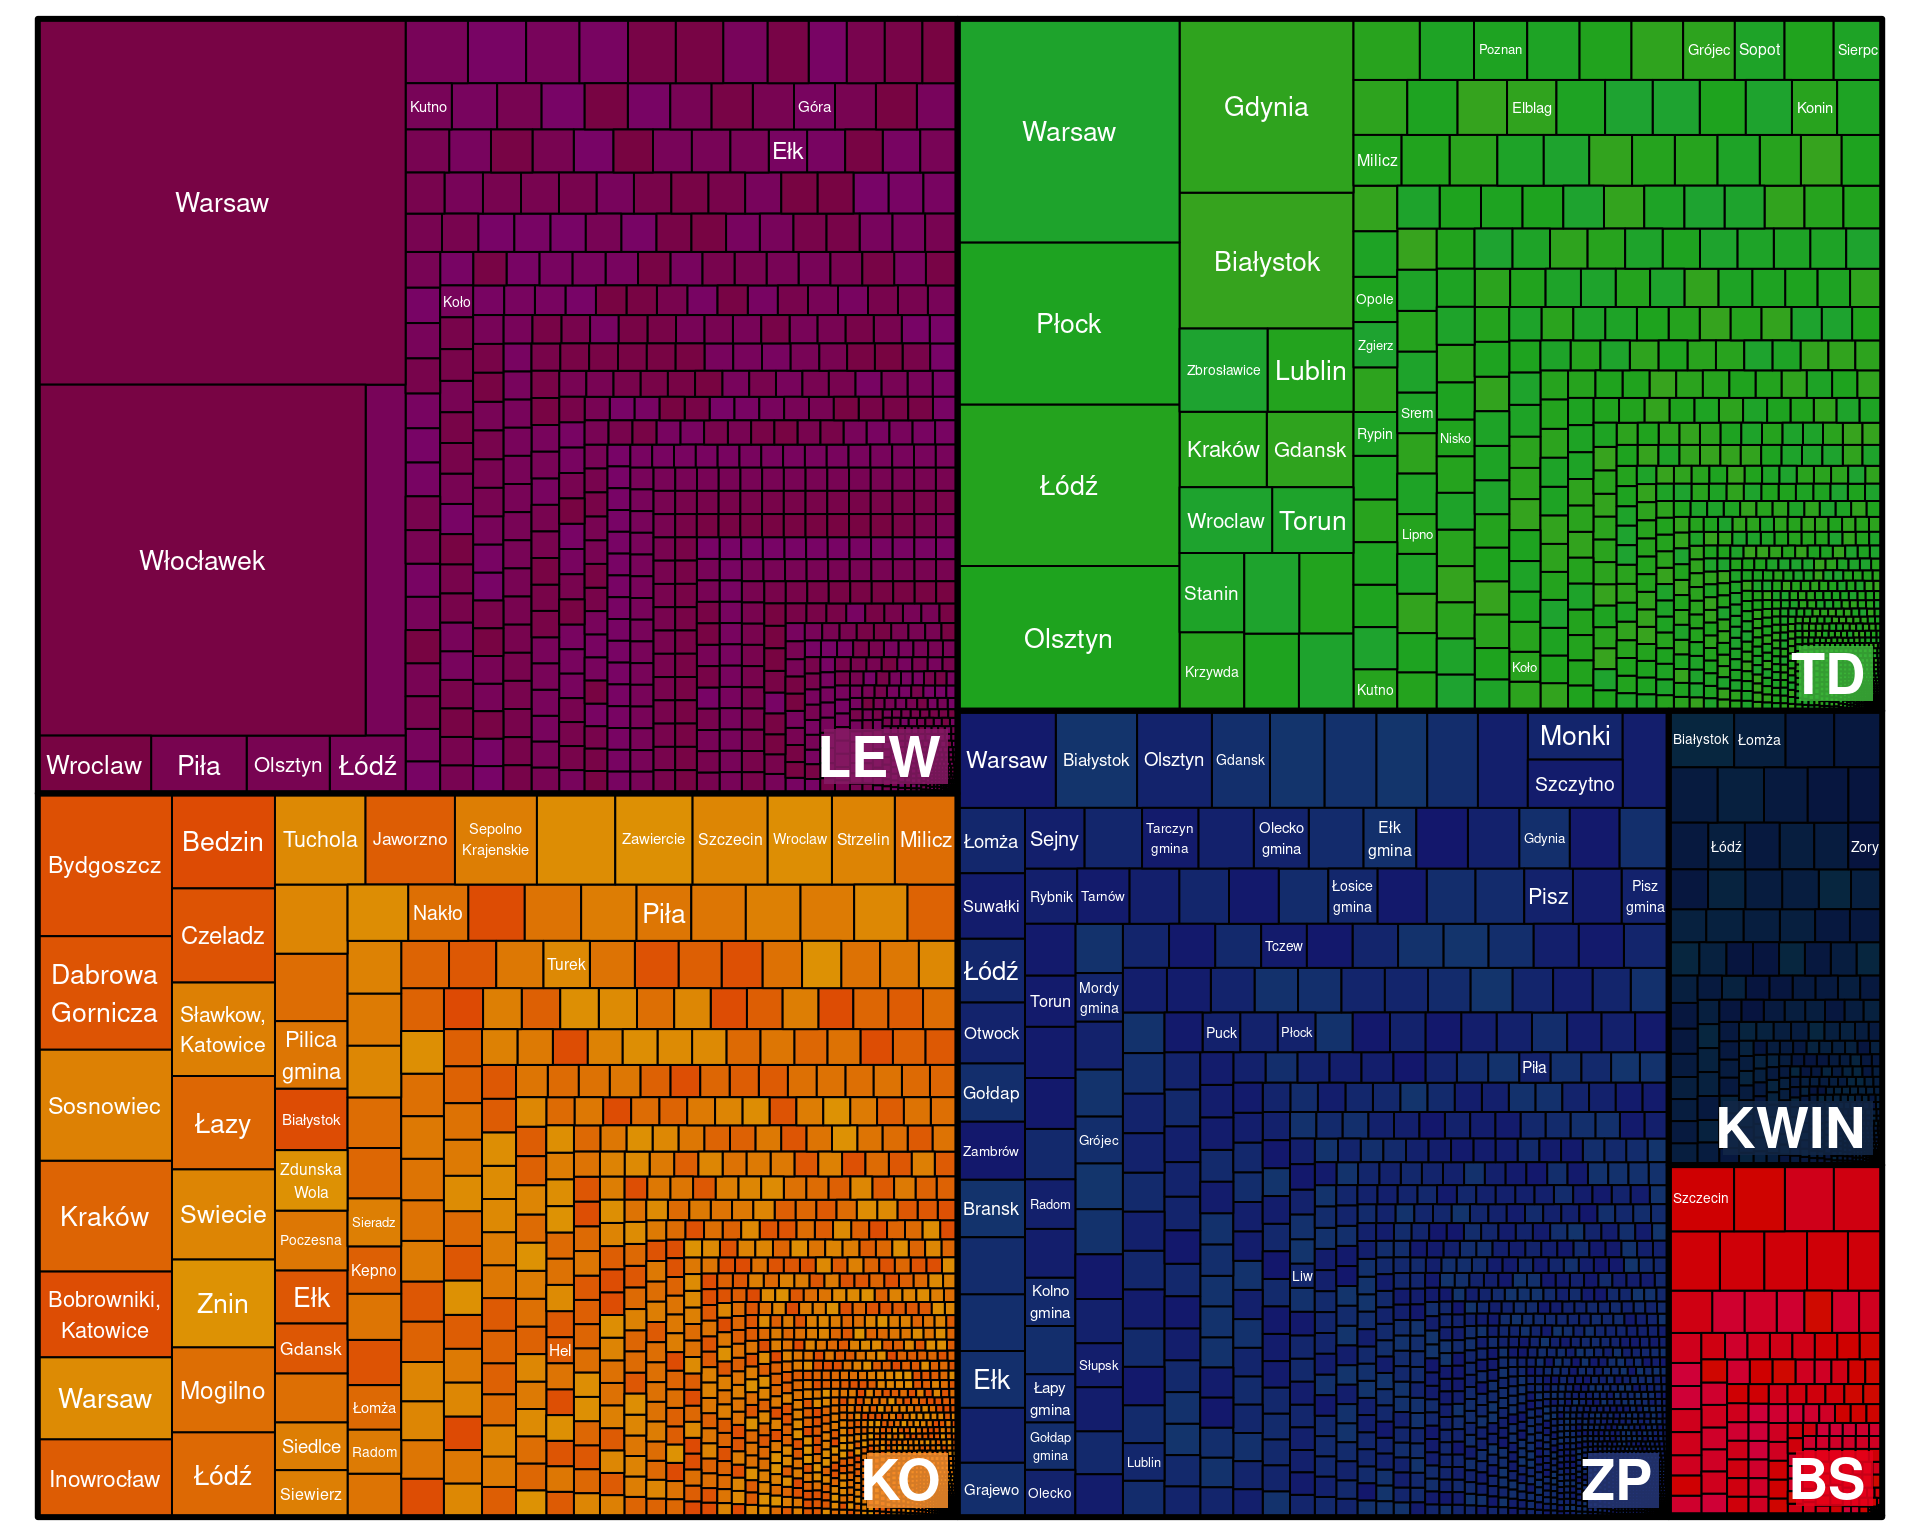 Warsaw
Kutno
Góra
Ełk
Koło
Włocławek
Wroclaw
Piła
Olsztyn
Łódź
LEW
Warsaw
Gdynia
Poznan
Grójec
Sopot
Sierpc
Elblag
Konin
Milicz
Białystok
Płock
Opole
Zgierz
Zbrosławice
Lublin
Srem
Rypin
Nisko
Kraków
Gdansk
Łódź
Wroclaw
Torun
Lipno
Stanin
Olsztyn
Krzywda
Koło
Kutno
TD
Bydgoszcz
Bedzin
Tuchola
Jaworzno
Sepolno
Krajenskie
Zawiercie
Szczecin
Wroclaw
Strzelin
Milicz
Nakło
Piła
Czeladz
Turek
Dabrowa
Gornicza
Sławkow,
Katowice
Pilica
gmina
Sosnowiec
Łazy
Białystok
Zdunska
Wola
Kraków
Swiecie
Sieradz
Poczesna
Kepno
Bobrowniki,
Katowice
Znin
Ełk
Gdansk
Hel
Warsaw
Mogilno
Łomża
Siedlce
Radom
Inowrocław
Łódź
Siewierz
KO
Warsaw
Białystok
Olsztyn
Gdansk
Monki
Szczytno
Łomża
Sejny
Tarczyn
gmina
Olecko
gmina
Ełk
gmina
Gdynia
Suwałki
Rybnik
Tarnów
Łosice
gmina
Pisz
Pisz
gmina
Tczew
Łódź
Torun
Mordy
gmina
Otwock
Puck
Płock
Piła
Gołdap
Zambrów
Grójec
Bransk
Radom
Kolno
gmina
Liw
Ełk
Słupsk
Łapy
gmina
Gołdap
gmina
Lublin
Grajewo
Olecko
ZP
Białystok
Łomża
Łódź
Zory
KWIN
Szczecin
BS